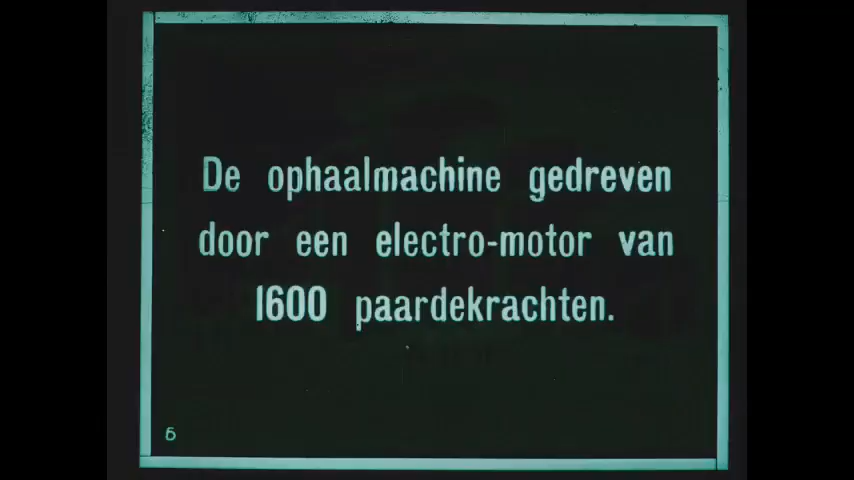 De ophaalmachine gedreven
door een electro-motor van
1600 paardekrachten.
6